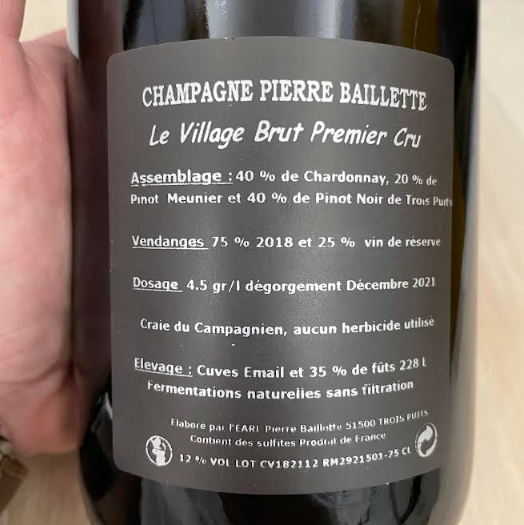 CHAMPAGNE PIERRE BAILLETTE
Le Village Brut Premier Cru
Assemblage : 40 % de Chardonnay, 20 % de
Pinot Meunier et 40 % de Pinot Noir de Trois Puits
Vendanges 75 % 2018 et 25 % vin de réserve
Dosage 4.5 gr/l dégorgement Décembre 2021
Craie du Campagnien, aucun herbicide utilisé
Elevage : Cuves Email et 35 % de fûts 228 L
Fermentations naturelles sans filtration
Elaboré par l'EARL Pierre Baillette 51500 TROIS PUITS
Contient des sulfites Produit de France
12 % VOL LOT CV182112 RM2921501-75 CL